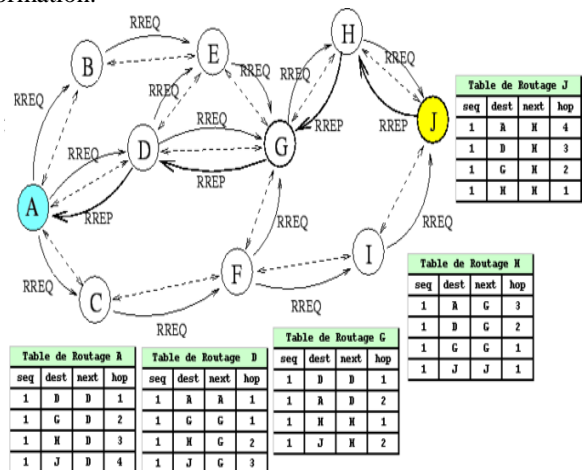 ormation.
RREQ
H
E
RREQ
RREQ
B
RREQ
RREQ
RREQ
RREQ
RREQ
RREP
J
RREP
D
G
RREQ
RREP
A
RREP
RREQ
RREQ
I
F
RREQ
C
RREQ
RREQ
Table de Routage J
seq dest next hop
1 A H 4
1 D H 3
1 G H 2
1 H H 1
Table de Routage H
seq dest next hop
1 A G 3
1 D G 2
1 G G 1
1 J J 1
Table de Routage G
seq dest next hop
1 D D 1
1 A D 2
1 H H 1
1 J H 2
Table de Routage A
seq dest next hop
1 D D 1
1 G D 2
1 H D 3
1 J D 4
Table de Routage D
seq dest next hop
1 A A 1
1 G G 1
1 H G 2
1 J G 3